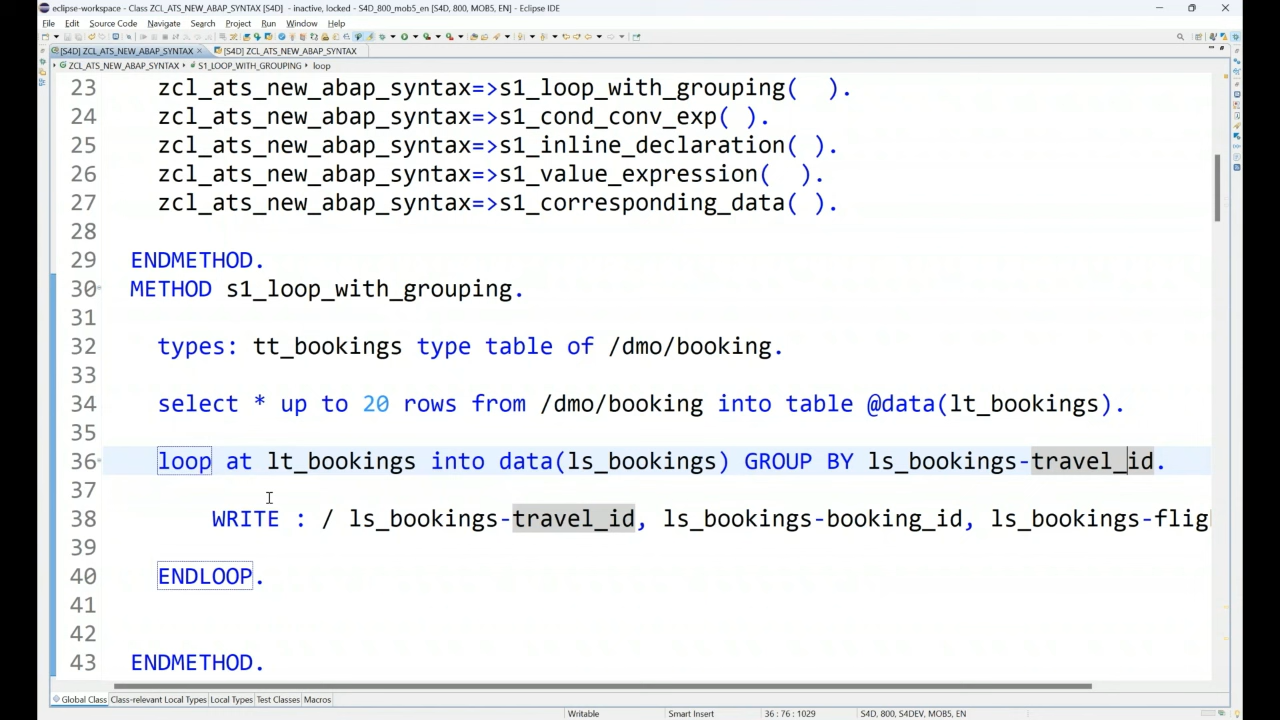 eclipse-workspace - Class ZCL_ATS_NEW_ABAP_SYNTAX [S4D] - inactive, locked - S4D_800_mob5_en [S4D, 800, MOB5, EN] - Eclipse IDE
File Edit Source Code Navigate Search Project Run Window Help
[S4D] ZCL_ATS_NEW_ABAP_SYNTAX [S4D] ZCL_ATS_NEW_ABAP_SYNTAX
ZCL_ATS_NEW_ABAP_SYNTAX S1_LOOP_WITH_GROUPING loop
23 zcl_ats_new_abap_syntax=>s1_loop_with_grouping(  ).
24 zcl_ats_new_abap_syntax=>s1_cond_conv_exp( ).
25 zcl_ats_new_abap_syntax=>s1_inline_declaration(  ).
26 zcl_ats_new_abap_syntax=>s1_value_expression(  ).
27 zcl_ats_new_abap_syntax=>s1_corresponding_data( ).
28
29 ENDMETHOD.
30 METHOD s1_loop_with_grouping.
31
32 types: tt_bookings type table of /dmo/booking.
33
34 select * up to 20 rows from /dmo/booking into table @data(lt_bookings).
35
36 loop at lt_bookings into data(ls_bookings) GROUP BY ls_bookings-travel_id.
37
38 WRITE : / ls_bookings-travel_id, ls_bookings-booking_id, ls_bookings-flig
39
40 ENDLOOP.
41
42
43 ENDMETHOD.
Global Class Class-relevant Local Types Local Types Test Classes Macros
Writable Smart Insert 36 : 76 : 1029 S4D, 800, S4DEV, MOB5, EN